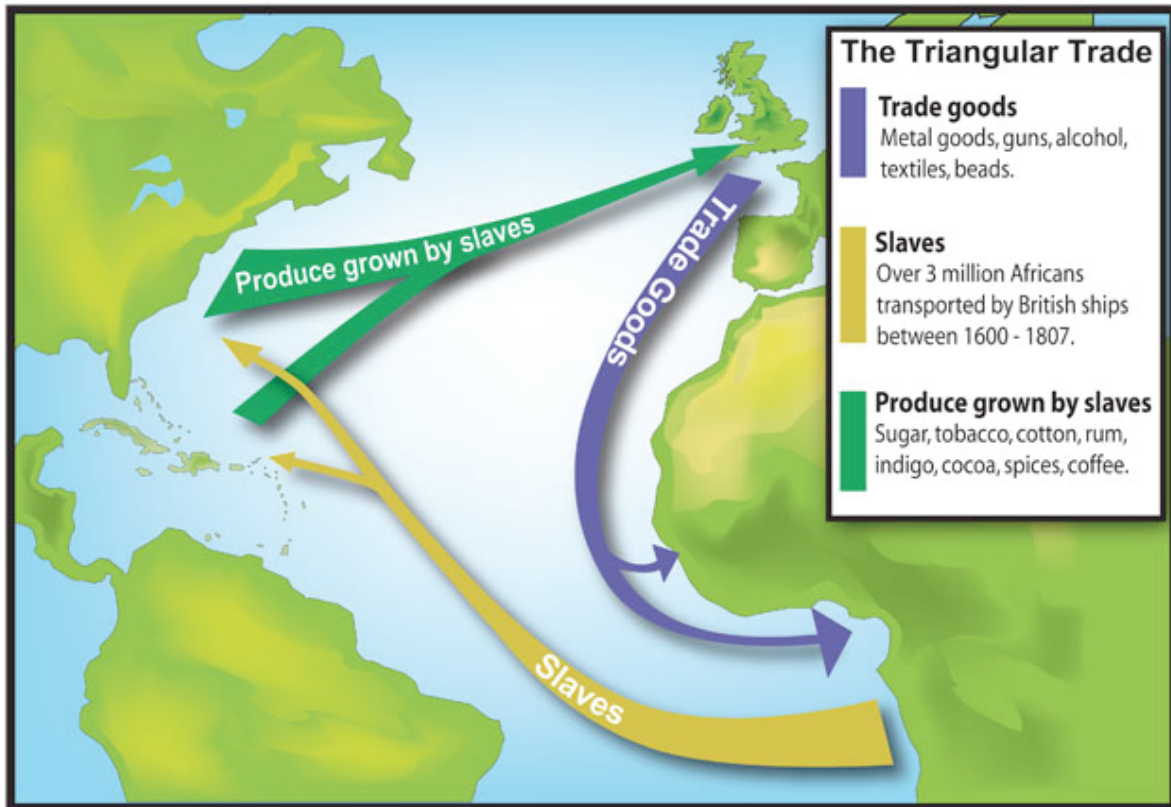 The Triangular Trade
Trade goods
Metal goods, guns, alcohol,
textiles, beads.
Slaves
Over 3 million Africans
transported by British ships
between 1600 - 1807.
Produce grown by slaves
Sugar, tobacco, cotton, rum,
indigo, cocoa, spices, coffee.
Produce grown by slaves
Trade Goods
Slaves